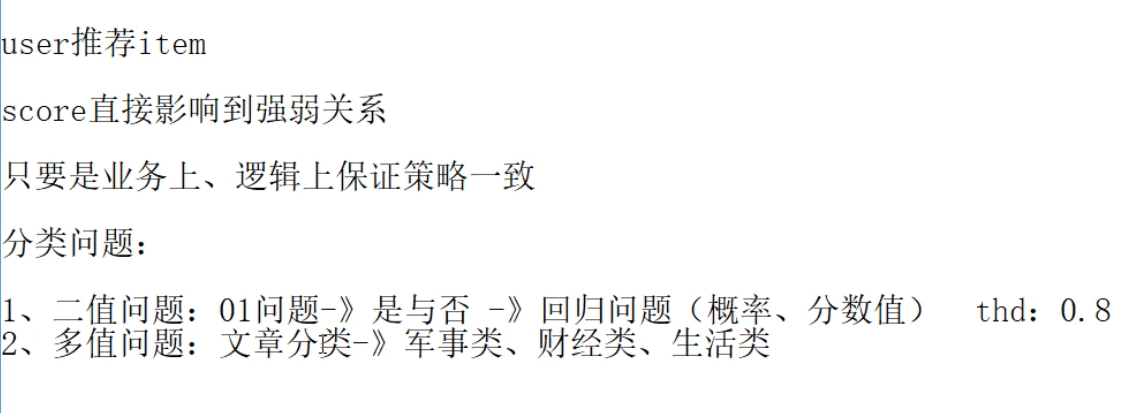 user推荐item
score直接影响到强弱关系
只要是业务上、逻辑上保证策略一致
分类问题：
1、二值问题：01问题-》是与否 -》回归问题（概率、分数值） thd：0.8
2、多值问题：文章分类-》军事类、财经类、生活类